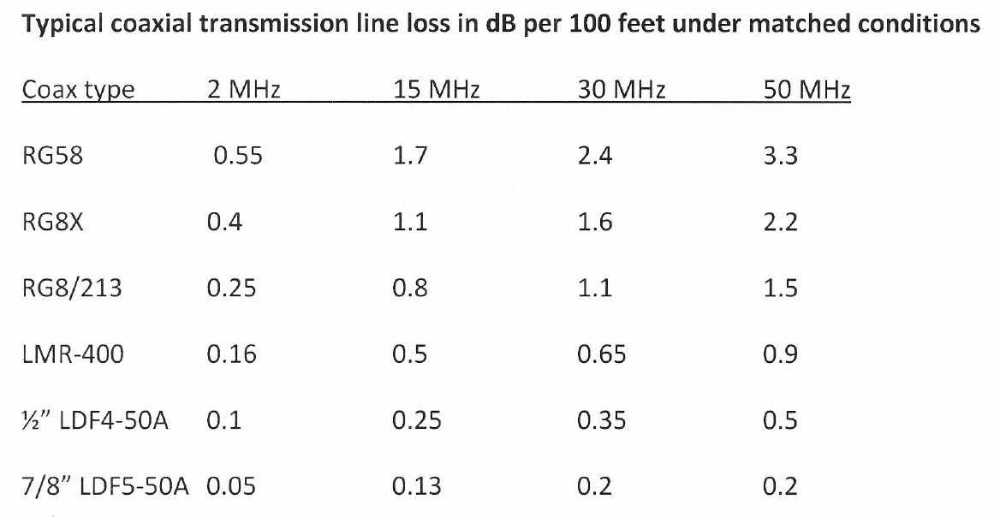 Typical coaxial transmission line loss in dB per 100 feet under matched conditions
Coax type 2 MHz 15 MHz 30 MHz 50 MHz
RG58 0.55 1.7 2.4 3.3
RG8X 0.4 1.1 1.6 2.2
RG8/213 0.25 0.8 1.1 1.5
LMR-400 0.16 0.5 0.65 0.9
½” LDF4-50A 0.1 0.25 0.35 0.5
7/8” LDF5-50A 0.05 0.13 0.2 0.2